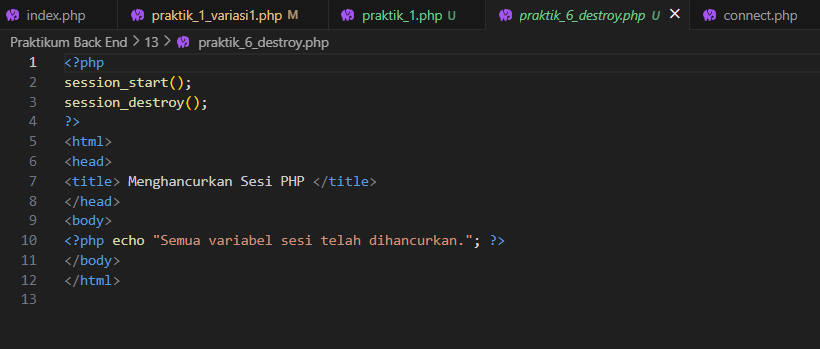 index.php praktik_1_variasi1.php M praktik_1.php U praktik_6_destroy.php U connect.php
Praktikum Back End > 13 > praktik_6_destroy.php
1 <?php
2 session_start();
3 session_destroy();
4 ?>
5 <html>
6 <head>
7 <title> Menghancurkan Sesi PHP </title>
8 </head>
9 <body>
10 <?php echo "Semua variabel sesi telah dihancurkan."; ?>
11 </body>
12 </html>
13